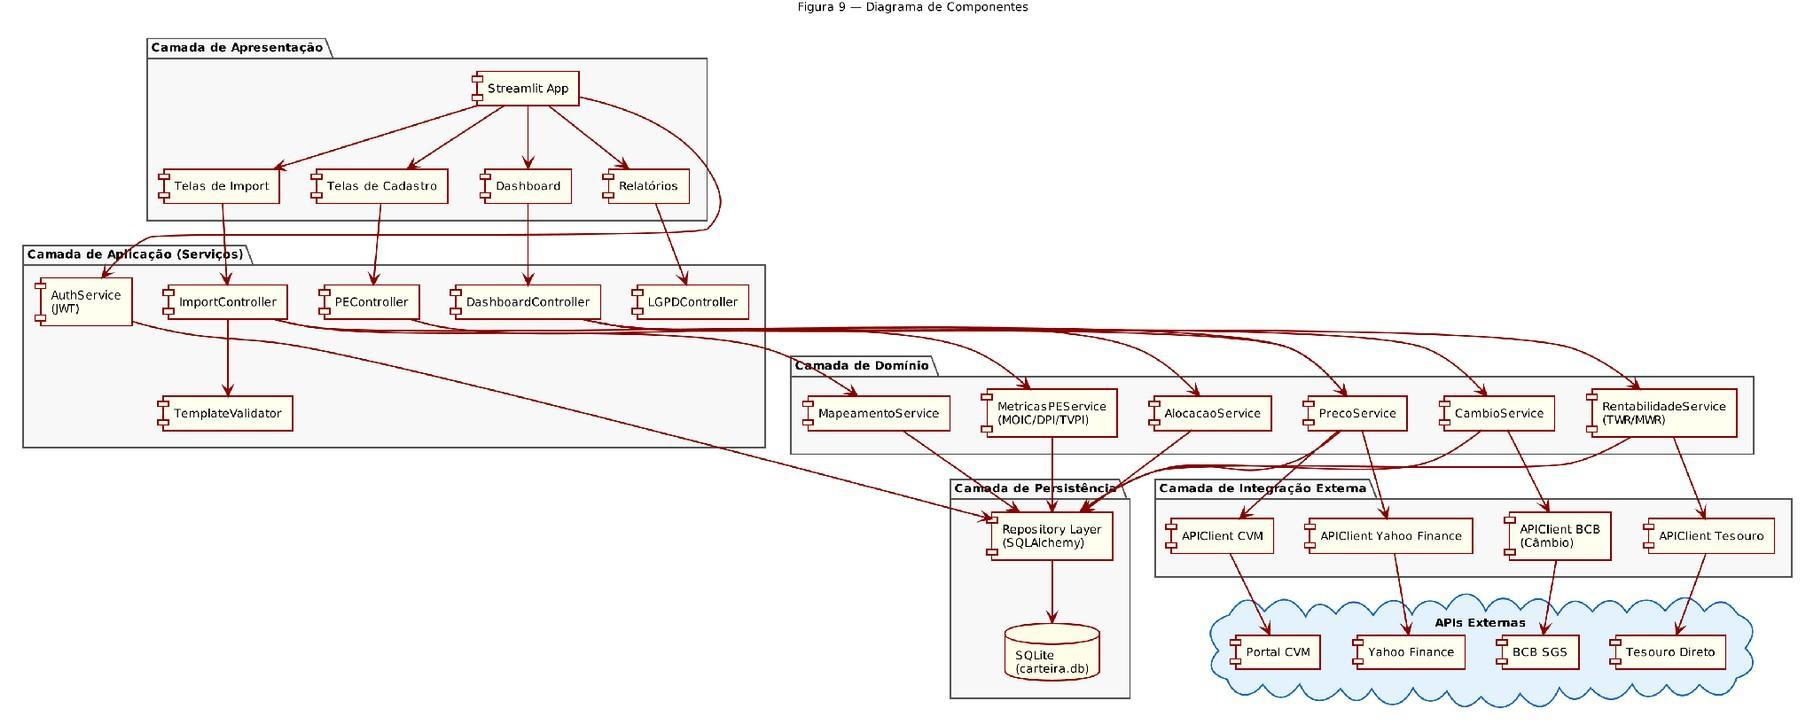 Figura 9 — Diagrama de Componentes
Camada de Apresentação
Streamlit App
Telas de Import
Telas de Cadastro
Dashboard
Relatórios
Camada de Aplicação (Serviços)
AuthService
(JWT)
ImportController
PEController
DashboardController
LGPDController
TemplateValidator
Camada de Domínio
MapeamentoService
MetricasPEService
(MOIC/DPI/TVPI)
AlocacaoService
PrecoService
CambioService
RentabilidadeService
(TWR/MWR)
Camada de Persistência
Repository Layer
(SQLAlchemy)
SQLite
(carteira.db)
Camada de Integração Externa
APIClient CVM
APIClient Yahoo Finance
APIClient BCB
(Câmbio)
APIClient Tesouro
APIs Externas
Portal CVM
Yahoo Finance
BCB SGS
Tesouro Direto